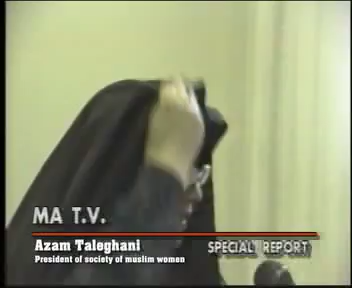 MA T.V.
Azam Taleghani
SPECIAL REPORT
President of society of muslim women